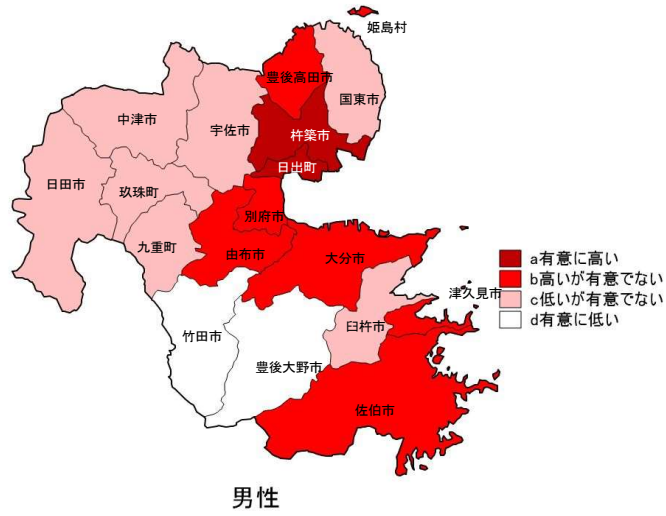 姫島村
豊後高田市
国東市
中津市
宇佐市
杵築市
日出町
日田市
玖珠町
別府市
九重町
由布市
大分市
a有意に高い
b高いが有意でない
c低いが有意でない
d有意に低い
津久見市
臼杵市
竹田市
豊後大野市
佐伯市
男性